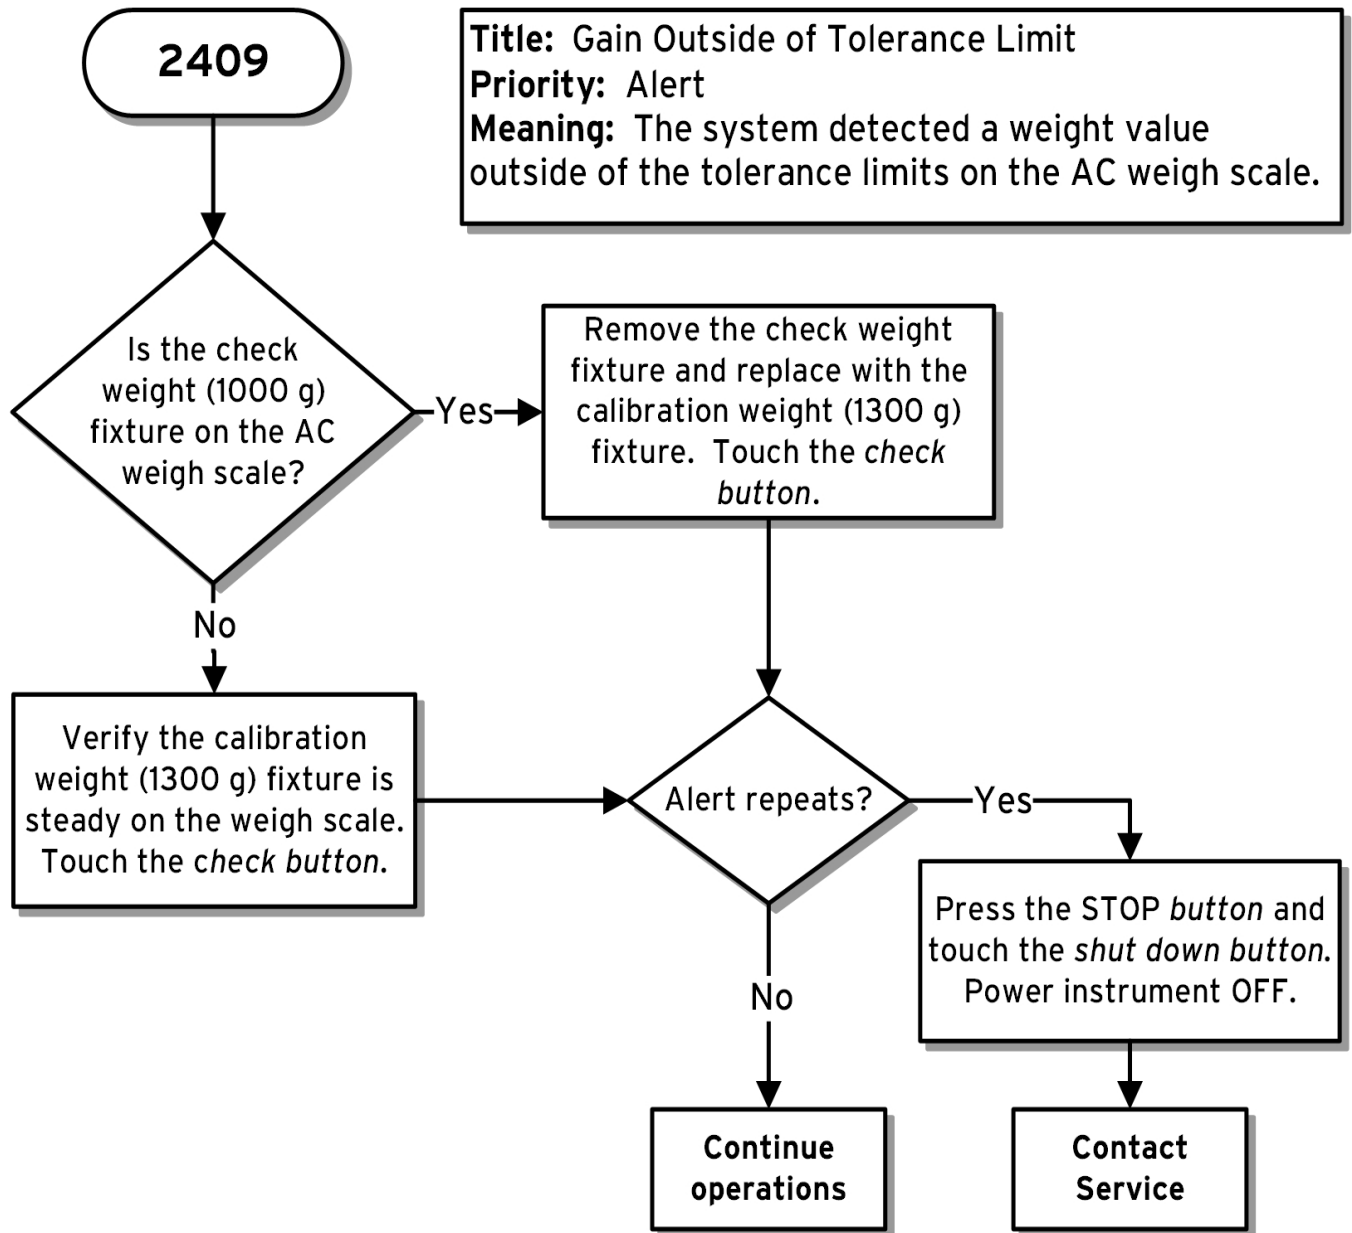 2409
Title: Gain Outside of Tolerance Limit
Priority: Alert
Meaning: The system detected a weight value
outside of the tolerance limits on the AC weigh scale.
Is the check
weight (1000 g)
fixture on the AC
weigh scale?
Yes
Remove the check weight
fixture and replace with the
calibration weight (1300 g)
fixture. Touch the check
button.
No
Verify the calibration
weight (1300 g) fixture is
steady on the weigh scale.
Touch the check button.
Alert repeats?
Yes
Press the STOP button and
touch the shut down button.
Power instrument OFF.
No
Continue
operations
Contact
Service